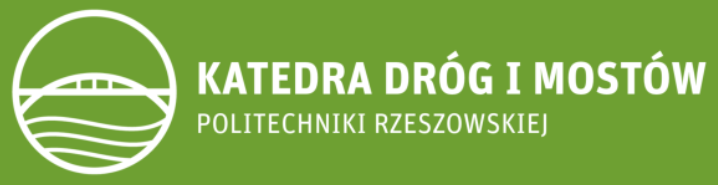 KATEDRA DRÓG I MOSTÓW
POLITECHNIKI RZESZOWSKIEJ